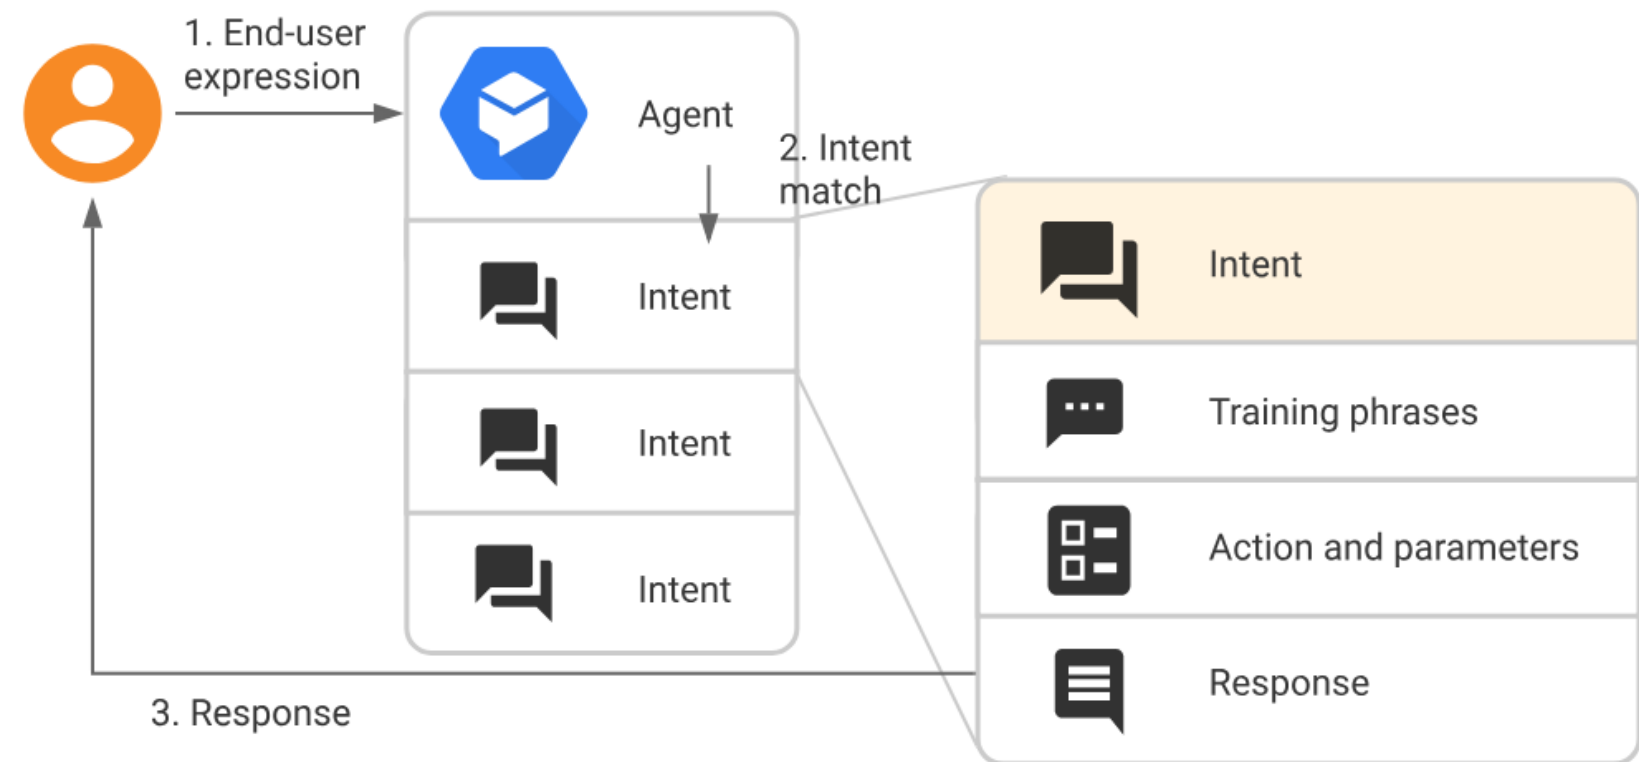 1. End-user
expression
Agent
2. Intent
match
Intent
Intent
Intent
Intent
Training phrases
Action and parameters
Response
3. Response